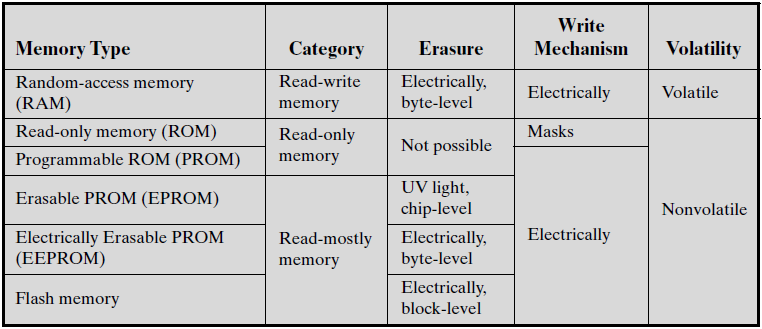 Memory Type
Category
Erasure
Write
Mechanism
Volatility
Random-access memory
(RAM)
Read-write
memory
Electrically,
byte-level
Electrically
Volatile
Read-only memory (ROM)
Read-only
memory
Not possible
Masks
Nonvolatile
Programmable ROM (PROM)
Electrically
Erasable PROM (EPROM)
Read-mostly
memory
UV light,
chip-level
Electrically Erasable PROM
(EEPROM)
Electrically,
byte-level
Flash memory
Electrically,
block-level